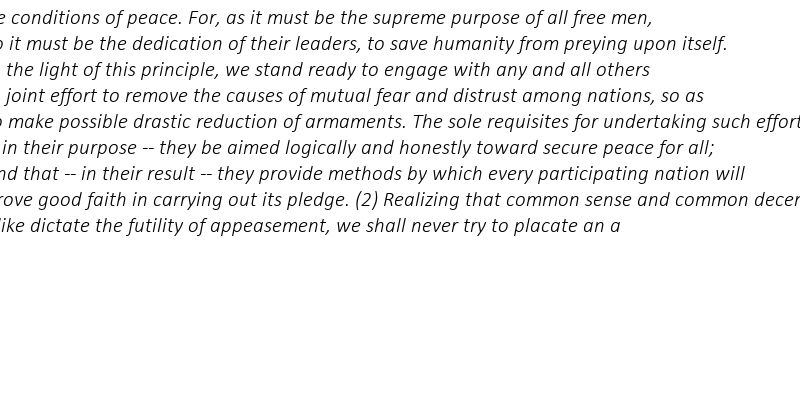 e conditions of peace. For, as it must be the supreme purpose of all free men,
o it must be the dedication of their leaders, to save humanity from preying upon itself.
the light of this principle, we stand ready to engage with any and all others
joint effort to remove the causes of mutual fear and distrust among nations, so as
o make possible drastic reduction of armaments. The sole requisites for undertaking such effort
in their purpose -- they be aimed logically and honestly toward secure peace for all;
nd that -- in their result -- they provide methods by which every participating nation will
rove good faith in carrying out its pledge. (2) Realizing that common sense and common decen
like dictate the futility of appeasement, we shall never try to placate an a